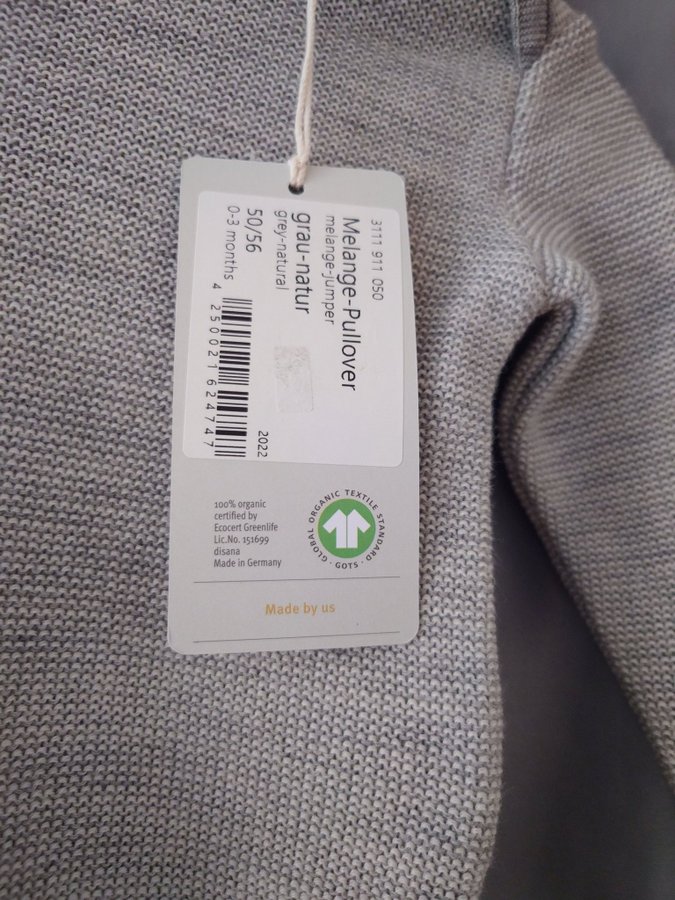 3111 911 050
Melange-Pullover
melange-jumper
grau-natur
grey-natural
50/56
0-3 months
4 250021 624747
2022
100% organic
certified by
Ecocert Greenlife
Lic.No. 151699
disana
Made in Germany
GLOBAL ORGANIC TEXTILE STANDARD · GOTS ·
Made by us